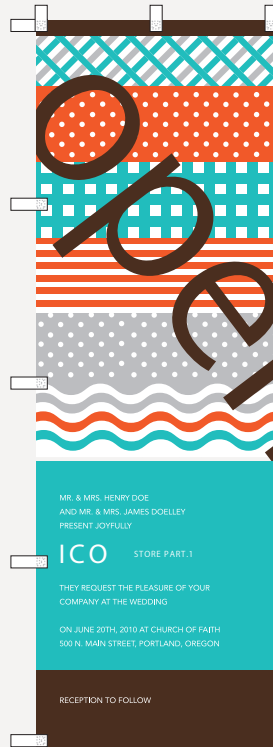 ope
MR. & MRS. HENRY DOE
AND MR. & MRS. JAMES DOELLEY
PRESENT JOYFULLY
ICO STORE PART.1
THEY REQUEST THE PLEASURE OF YOUR
COMPANY AT THE WEDDING
ON JUNE 20TH, 2010 AT CHURCH OF FAITH
500 N. MAIN STREET, PORTLAND, OREGON
RECEPTION TO FOLLOW